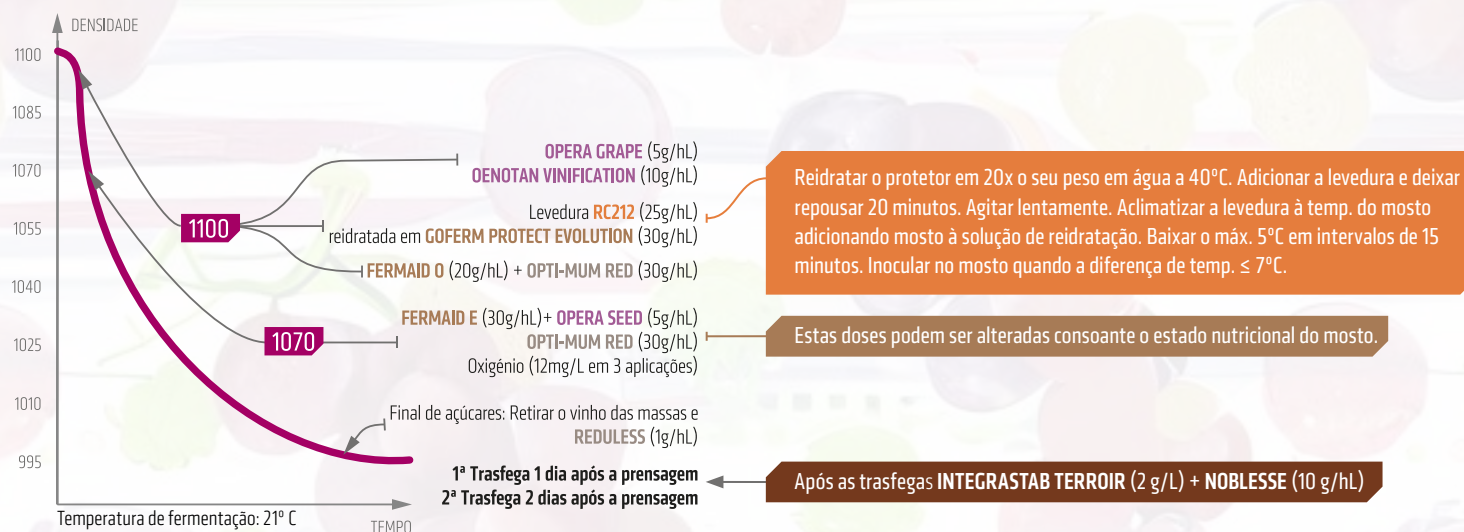 DENSIDADE
1100
1085
1070
1055
1040
1025
1010
995
OPERA GRAPE (5g/hL)
OENOTAN VINIFICATION (10g/hL)
1100
Levedura RC212 (25g/hL)
reidratada em GOFERM PROTECT EVOLUTION (30g/hL)
FERMAID O (20g/hL) + OPTI-MUM RED (30g/hL)
Reidratar o protetor em 20x o seu peso em água a 40ºC. Adicionar a levedura e deixar
repousar 20 minutos. Agitar lentamente. Aclimatizar a levedura à temp. do mosto
adicionando mosto à solução de reidratação. Baixar o máx. 5ºC em intervalos de 15
minutos. Inocular no mosto quando a diferença de temp. ≤ 7ºC.
1070
FERMAID E (30g/hL)+ OPERA SEED (5g/hL)
OPTI-MUM RED (30g/hL)
Oxigénio (12mg/L em 3 aplicações)
Estas doses podem ser alteradas consoante o estado nutricional do mosto.
Final de açúcares: Retirar o vinho das massas e
REDULESS (1g/hL)
1ª Trasfega 1 dia após a prensagem
2ª Trasfega 2 dias após a prensagem
Após as trasfegas INTEGRASTAB TERROIR (2 g/L) + NOBLESSE (10 g/hL)
Temperatura de fermentação: 21º C
TEMPO